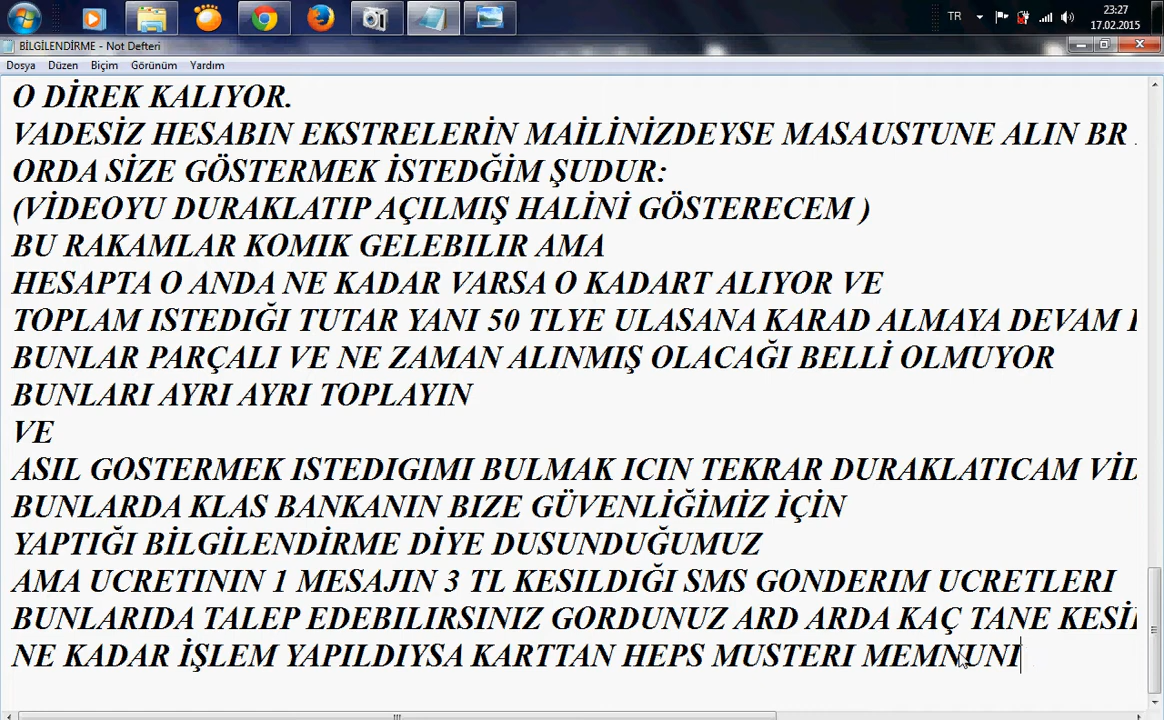 TR
23:27
17.02.2015
BİLGİLENDİRME - Not Defteri
Dosya Düzen Biçim Görünüm Yardım
O DİREK KALIYOR.
VADESİZ HESABIN EKSTRELERİN MAİLİNİZDEYSE MASAUSTUNE ALIN BR
ORDA SİZE GÖSTERMEK İSTEDĞİM ŞUDUR:
(VİDEOYU DURAKLATIP AÇILMIŞ HALİNİ GÖSTERECEM )
BU RAKAMLAR KOMIK GELEBILIR AMA
HESAPTA O ANDA NE KADAR VARSA O KADART ALIYOR VE
TOPLAM ISTEDIĞI TUTAR YANI 50 TLYE ULASANA KARAD ALMAYA DEVAM
BUNLAR PARÇALI VE NE ZAMAN ALINMIŞ OLACAĞI BELLİ OLMUYOR
BUNLARI AYRI AYRI TOPLAYIN
VE
ASIL GOSTERMEK ISTEDIGIMI BULMAK ICIN TEKRAR DURAKLATICAM
BUNLARDA KLAS BANKANIN BIZE GÜVENLİĞİMİZ İÇİN
YAPTIĞI BİLGİLENDİRME DİYE DUSUNDUĞUMUZ
AMA UCRETININ 1 MESAJIN 3 TL KESILDIĞI SMS GONDERIM UCRETLERI
BUNLARIDA TALEP EDEBILIRSINIZ GORDUNUZ ARD ARDA KAÇ TANE
NE KADAR İŞLEM YAPILDIYSA KARTTAN HEPS MUSTERI MEMNUNI